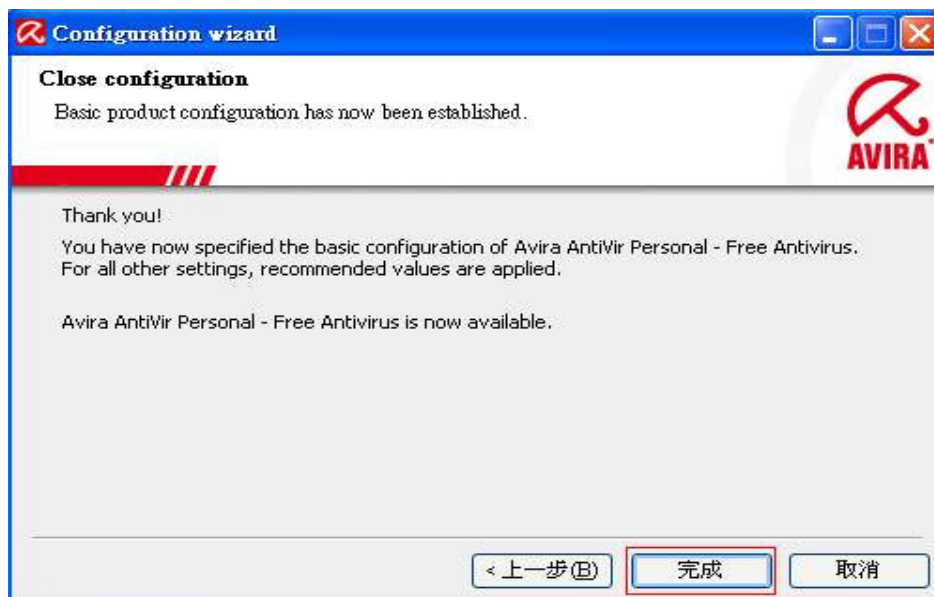 Configuration wizard
Close configuration
Basic product configuration has now been established.
AVIRA
Thank you!
You have now specified the basic configuration of Avira AntiVir Personal - Free Antivirus.
For all other settings, recommended values are applied.
Avira AntiVir Personal - Free Antivirus is now available.
< 上一步(B) 完成 取消